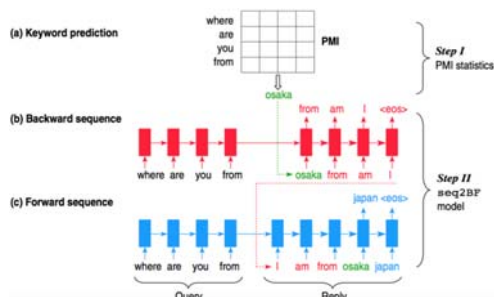 (a) Keyword prediction
where
are
you
from
PMI
Step I
PMI statistics
osaka
(b) Backward sequence
from am I <eos>
where are you from
osaka from am I
Step II
seq2BF
model
(c) Forward sequence
japan <eos>
where are you from
I am from osaka japan
Query
Reply